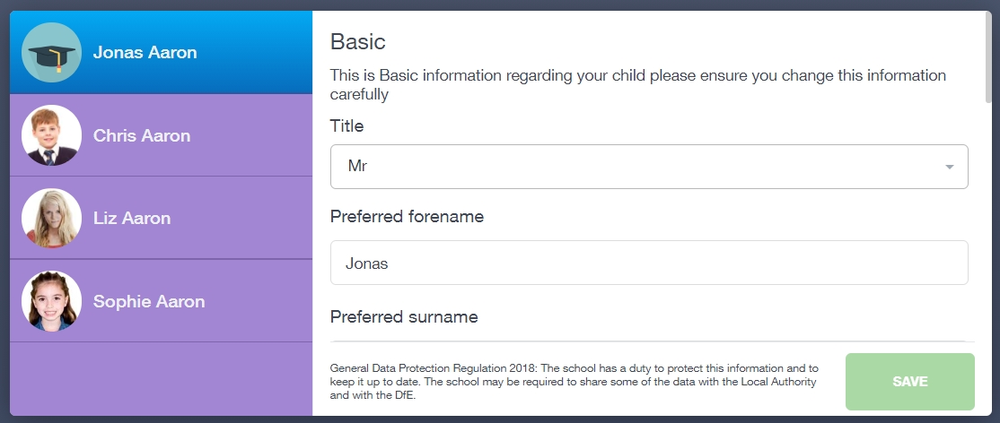 Jonas Aaron
Chris Aaron
Liz Aaron
Sophie Aaron
Basic
This is Basic information regarding your child please ensure you change this information
carefully
Title
Mr
Preferred forename
Jonas
Preferred surname
General Data Protection Regulation 2018: The school has a duty to protect this information and to
keep it up to date. The school may be required to share some of the data with the Local Authority
and with the DfE.
SAVE